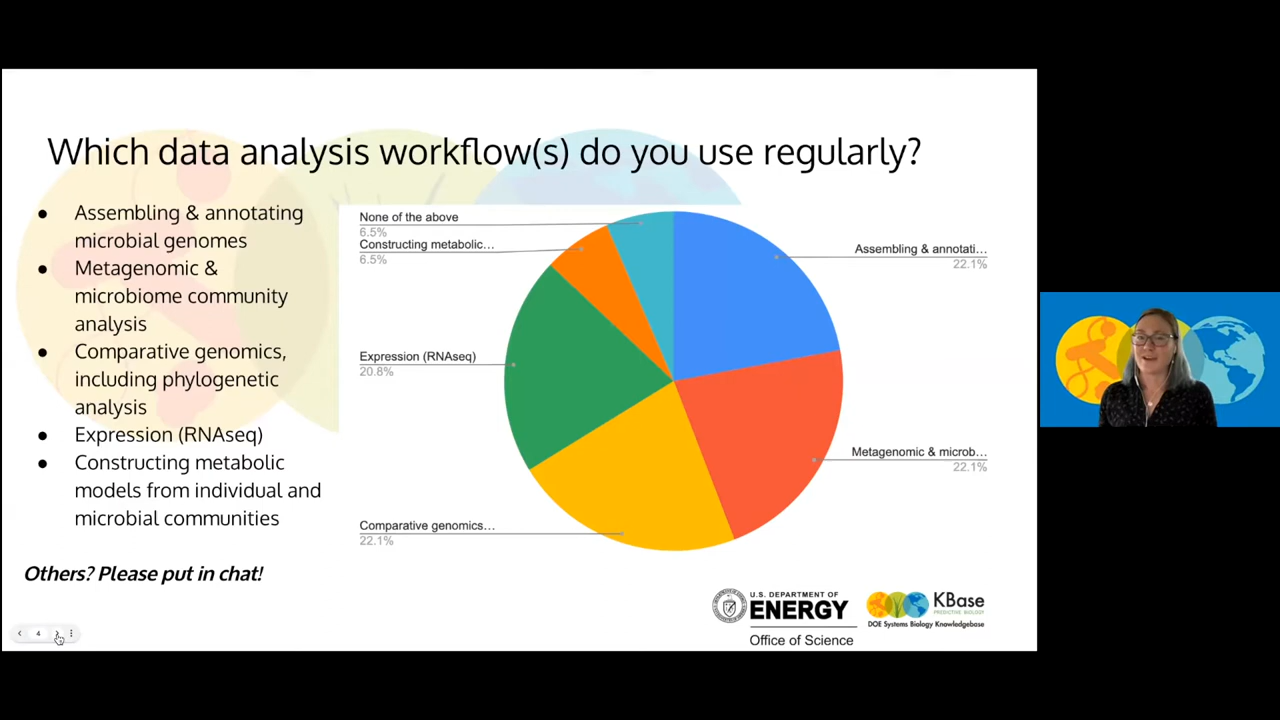 Which data analysis workflow(s) do you use regularly?
● Assembling & annotating
microbial genomes
● Metagenomic &
microbiome community
analysis
● Comparative genomics,
including phylogenetic
analysis
● Expression (RNAseq)
● Constructing metabolic
models from individual and
microbial communities
Others? Please put in chat!
None of the above
6.5%
Constructing metabolic...
6.5%
Expression (RNAseq)
20.8%
Comparative genomics...
22.1%
Assembling & annotati...
22.1%
Metagenomic & microb...
22.1%
U.S. DEPARTMENT OF
ENERGY
Office of Science
KBase
PREDICTIVE BIOLOGY
DOE Systems Biology Knowledgebase
4